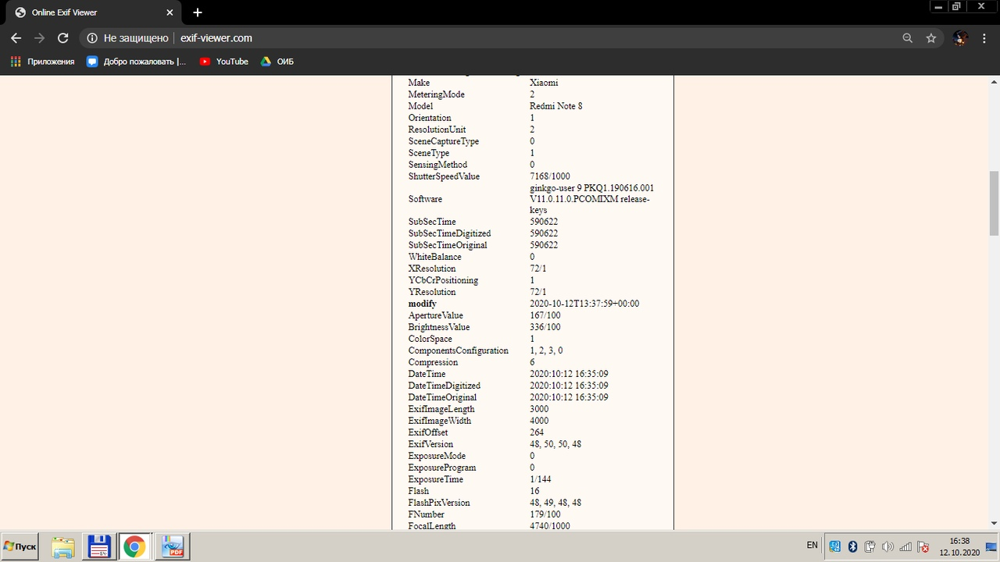 Online Exif Viewer
Не защищено exif-viewer.com
Приложения Добро пожаловать |... YouTube ОИБ
Make Xiaomi
MeteringMode 2
Model Redmi Note 8
Orientation 1
ResolutionUnit 2
SceneCaptureType 0
SceneType 1
SensingMethod 0
ShutterSpeedValue 7168/1000
ginkgo-user 9 PKQ1.190616.001
Software V11.0.11.0.PCOMIXM release-
keys
SubSecTime 590622
SubSecTimeDigitized 590622
SubSecTimeOriginal 590622
WhiteBalance 0
XResolution 72/1
YCbCrPositioning 1
YResolution 72/1
modify 2020-10-12T13:37:59+00:00
ApertureValue 167/100
BrightnessValue 336/100
ColorSpace 1
ComponentsConfiguration 1, 2, 3, 0
Compression 6
DateTime 2020:10:12 16:35:09
DateTimeDigitized 2020:10:12 16:35:09
DateTimeOriginal 2020:10:12 16:35:09
ExifImageLength 3000
ExifImageWidth 4000
ExifOffset 264
ExifVersion 48, 50, 50, 48
ExposureMode 0
ExposureProgram 0
ExposureTime 1/144
Flash 16
FlashPixVersion 48, 49, 48, 48
FNumber 179/100
FocalLength 4740/1000
Пуск 64 PDF EN 16:38
12.10.2020